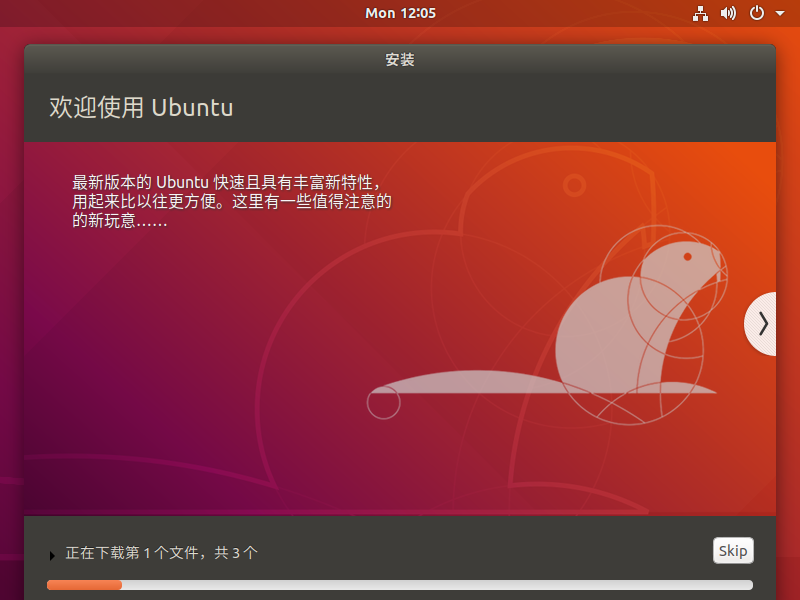 Mon 12:05
安装
欢迎使用 Ubuntu
最新版本的 Ubuntu 快速且具有丰富新特性，
用起来比以往更方便。这里有一些值得注意的
的新玩意……
正在下载第 1 个文件，共 3 个
Skip